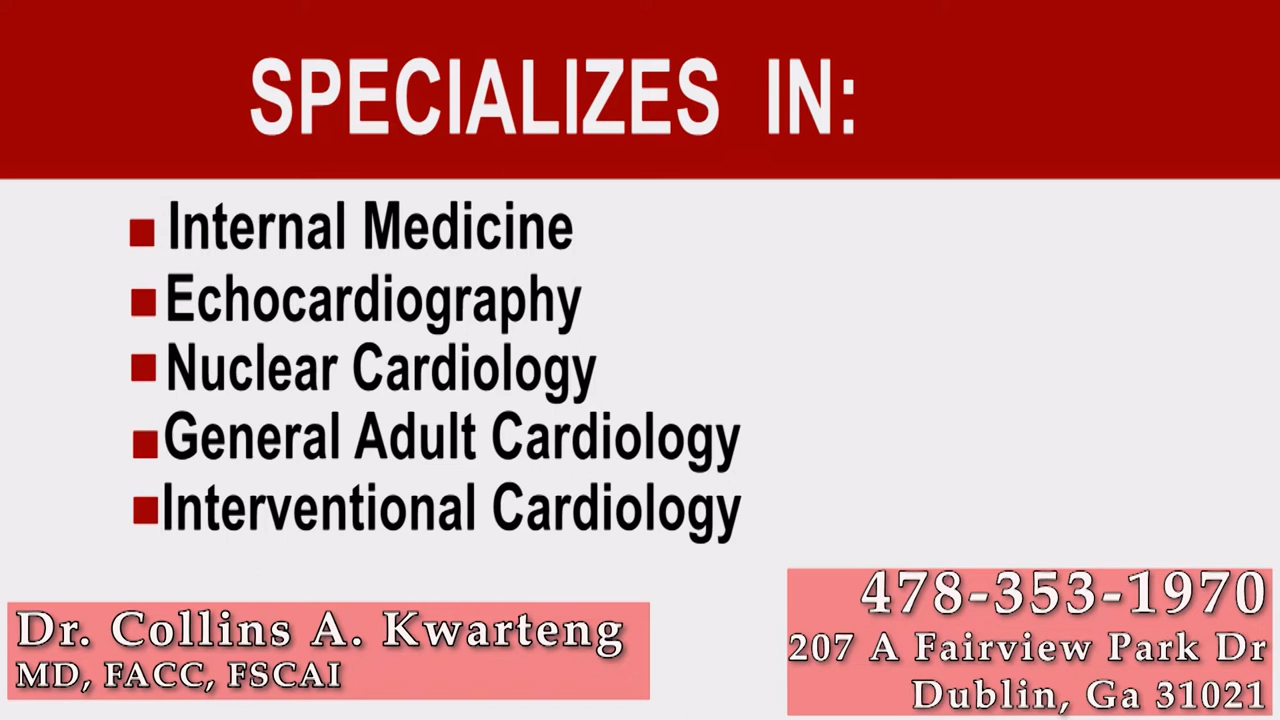 SPECIALIZES IN:
Internal Medicine
Echocardiography
Nuclear Cardiology
General Adult Cardiology
Interventional Cardiology
Dr. Collins A. Kwarteng
MD, FACC, FSCAI
478-353-1970
207 A Fairview Park Dr
Dublin, Ga 31021